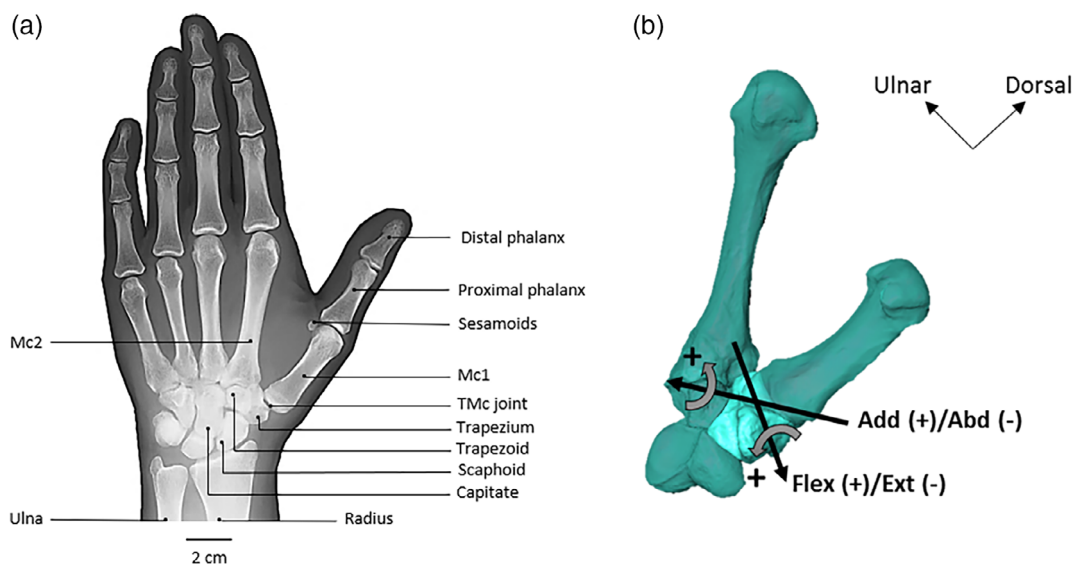 (a)
Distal phalanx
Proximal phalanx
Sesamoids
Mc2
Mc1
TMc joint
Trapezium
Trapezoid
Scaphoid
Capitate
Ulna
Radius
2 cm
(b)
Ulnar
Dorsal
+
Add (+)/Abd (-)
+
Flex (+)/Ext (-)